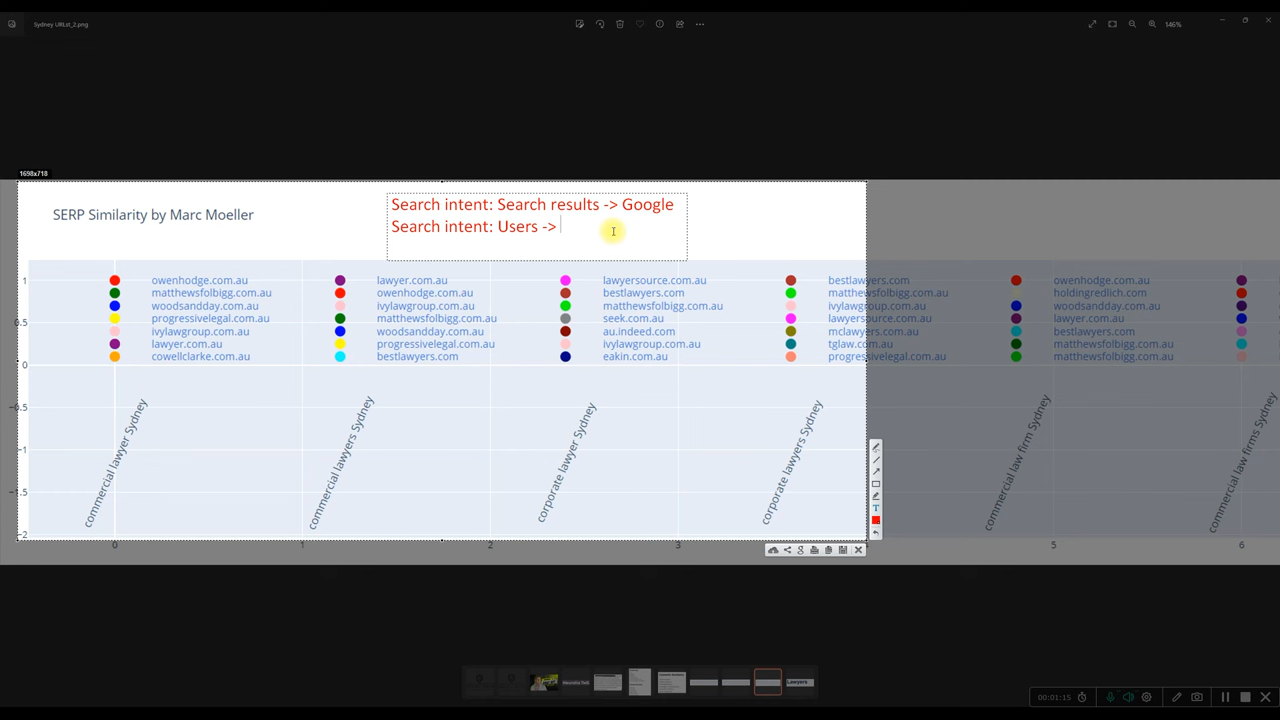 Sydney URLst_2.png
146%
1698x718
SERP Similarity by Marc Moeller
Search intent: Search results -> Google
Search intent: Users ->
1
0.5
0
-0.5
-1
-1.5
-2
owenhodge.com.au
matthewsfolbigg.com.au
woodsandday.com.au
progressivelegal.com.au
ivylawgroup.com.au
lawyer.com.au
cowellclarke.com.au
lawyer.com.au
owenhodge.com.au
ivylawgroup.com.au
matthewsfolbigg.com.au
woodsandday.com.au
progressivelegal.com.au
bestlawyers.com
lawyersource.com.au
bestlawyers.com
matthewsfolbigg.com.au
seek.com.au
au.indeed.com
ivylawgroup.com.au
eakin.com.au
bestlawyers.com
matthewsfolbigg.com.au
ivylawgroup.com.au
lawyersource.com.au
mclawyers.com.au
tglaw.com.au
progressivelegal.com.au
owenhodge.com.au
holdingredlich.com
woodsandday.com.au
lawyer.com.au
bestlawyers.com
matthewsfolbigg.com.au
matthewsfolbigg.com.au
commercial lawyer Sydney
commercial lawyers Sydney
corporate lawyer Sydney
corporate lawyers Sydney
commercial law firm Sydney
commercial law firms Sydney
0
1
2
3
5
6
Lawyers
00:01:15